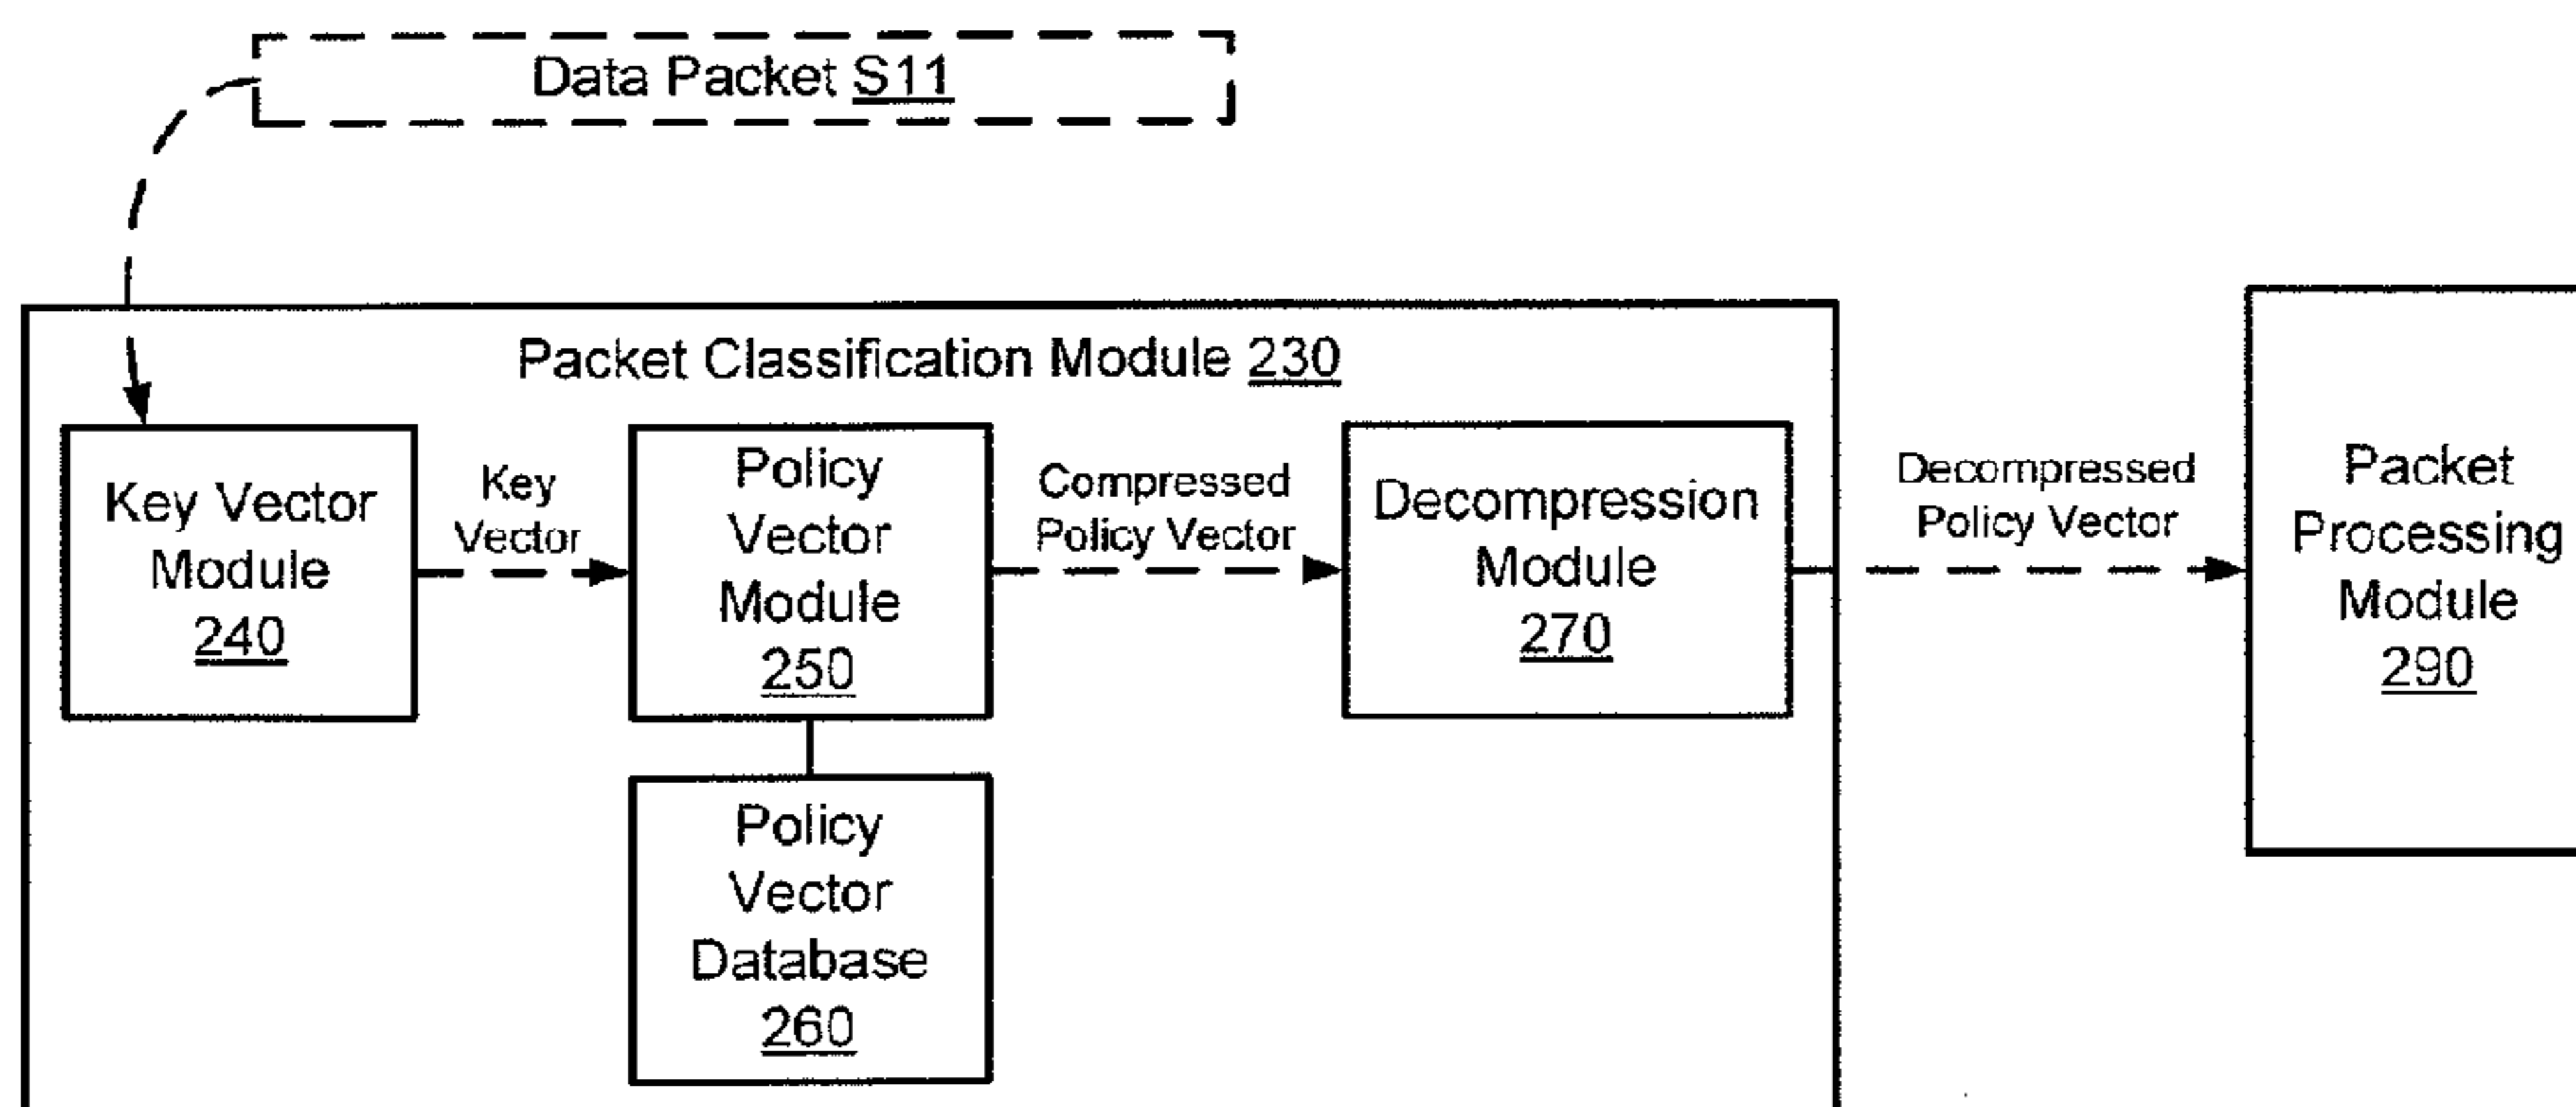 Data Packet S11
Packet Classification Module 230
Key Vector
Module
240
Key
Vector
Policy
Vector
Module
250
Compressed
Policy Vector
Decompression
Module
270
Decompressed
Policy Vector
Packet
Processing
Module
290
Policy
Vector
Database
260